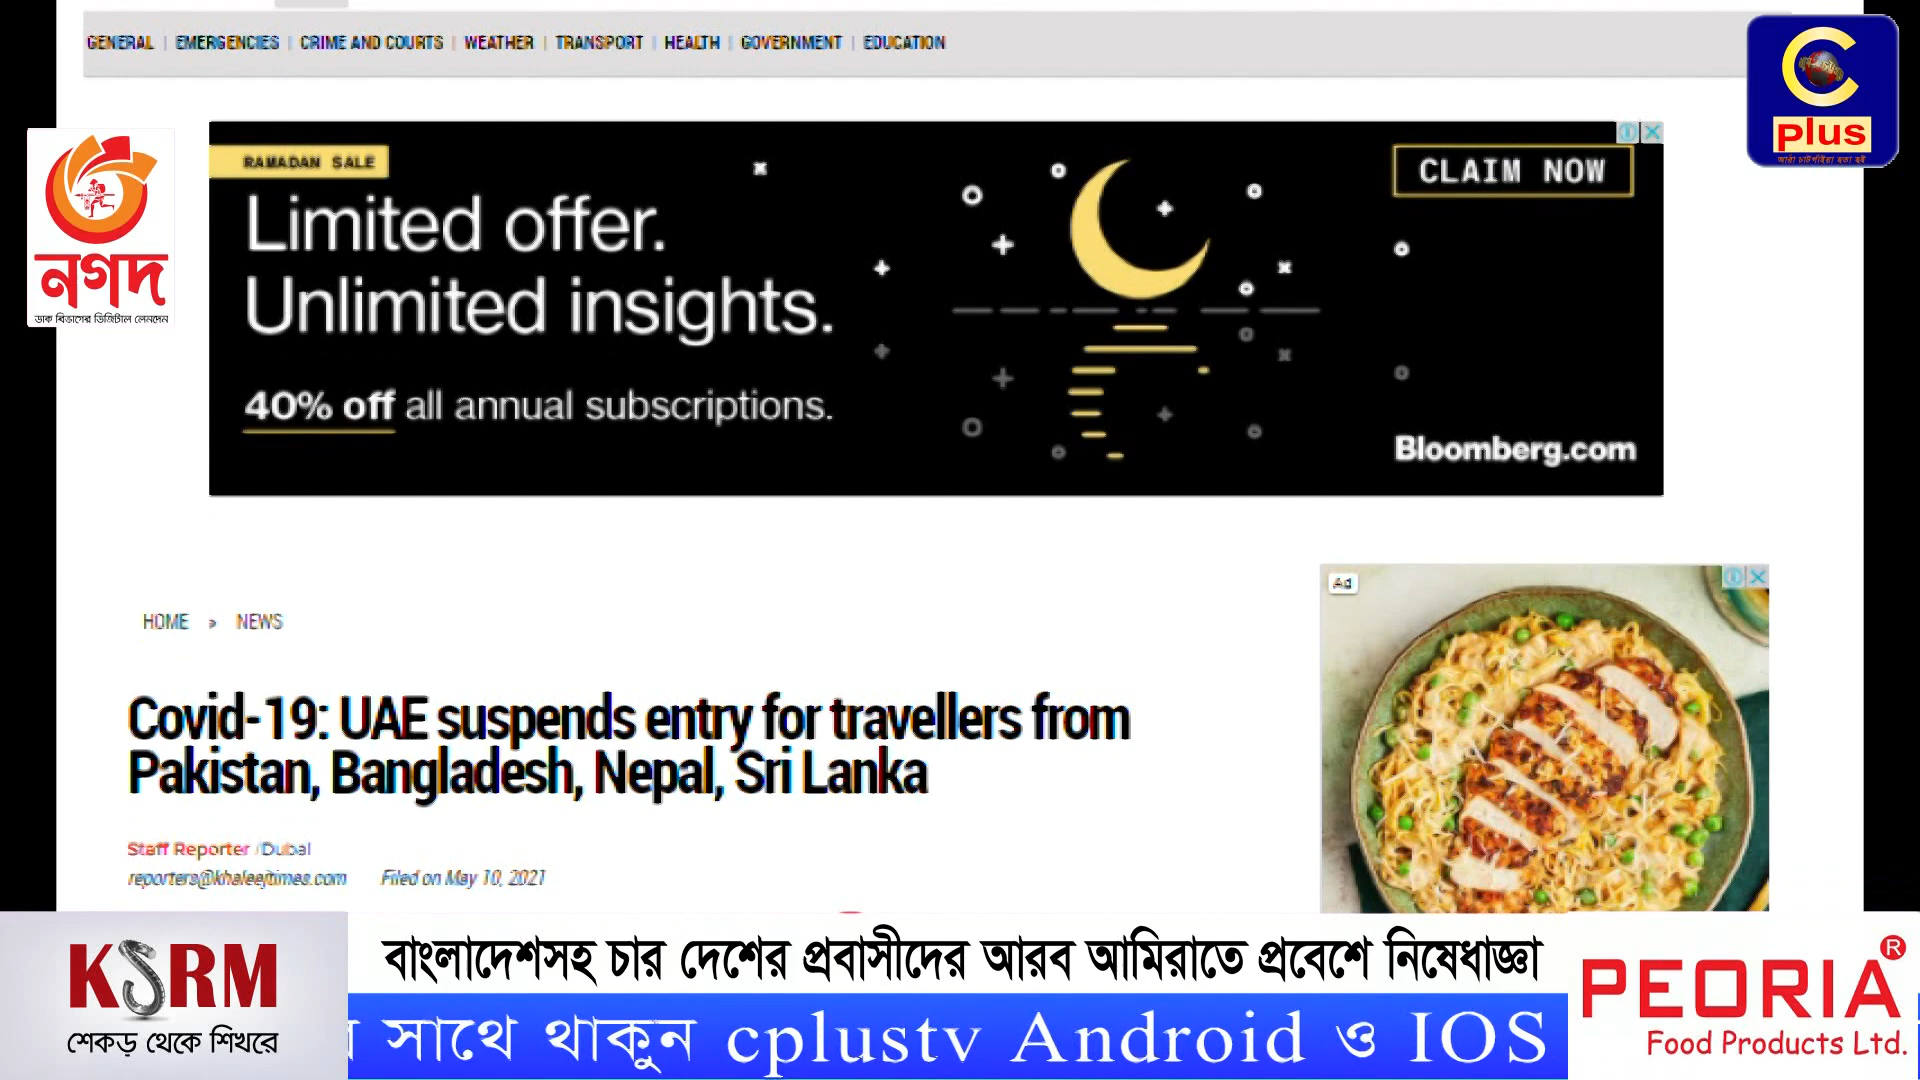 GENERAL | EMERGENCIES | CRIME AND COURTS | WEATHER | TRANSPORT | HEALTH | GOVERNMENT | EDUCATION
C
plus
RAMADAN SALE
CLAIM NOW
Limited offer.
Unlimited insights.
40% off all annual subscriptions.
Bloomberg.com
নগদ
ডাক বিভাগের ডিজিটাল লেনদেন
Ad
HOME » NEWS
Covid-19: UAE suspends entry for travellers from
Pakistan, Bangladesh, Nepal, Sri Lanka
Staff Reporter /Dubai
reporters@khaleejtimes.com Filed on May 10, 2021
KSRM
শেকড় থেকে শিখরে
বাংলাদেশসহ চার দেশের প্রবাসীদের আরব আমিরাতে প্রবেশে নিষেধাজ্ঞা
সাথে থাকুন cplustv Android ও IOS
PEORIA®
Food Products Ltd.